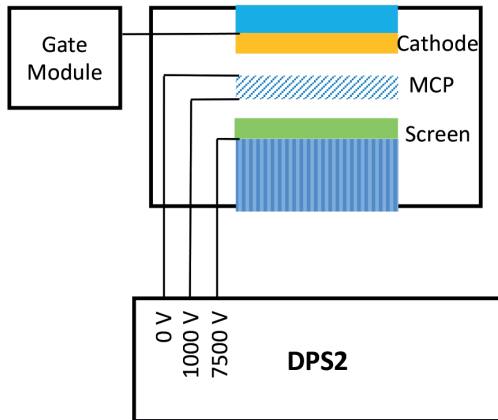 Gate
Module
Cathode
MCP
Screen
0 V
1000 V
7500 V
DPS2